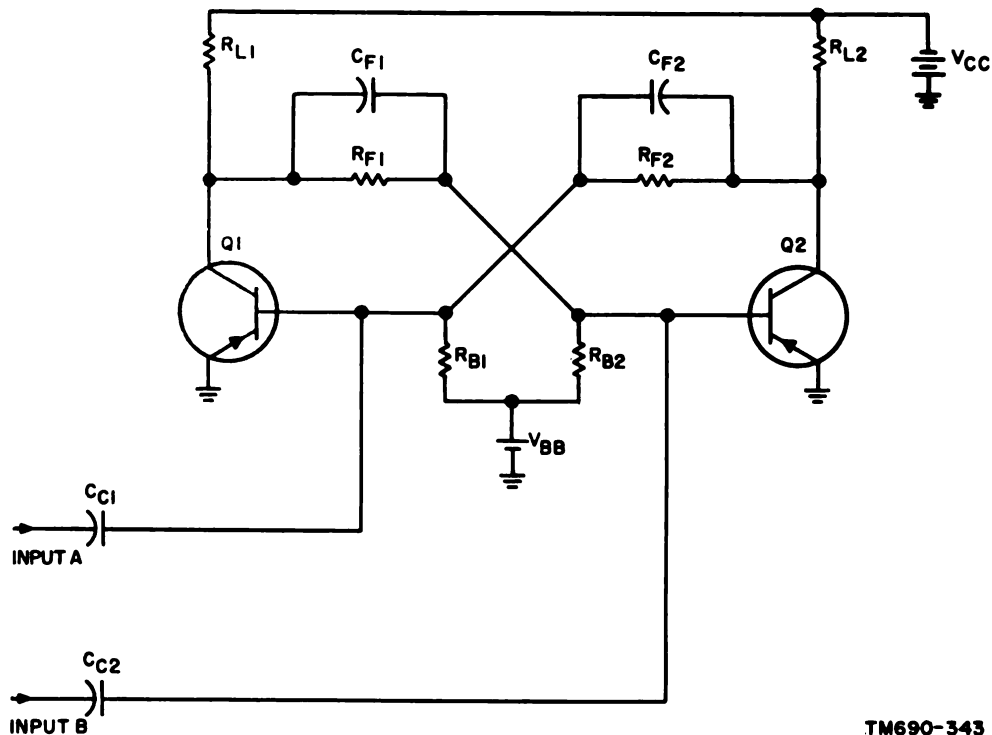 RL1
CF1
CF2
RL2
VCC
RF1
RF2
Q1
Q2
RB1
RB2
VBB
CC1
INPUT A
CC2
INPUT B
TM690-343